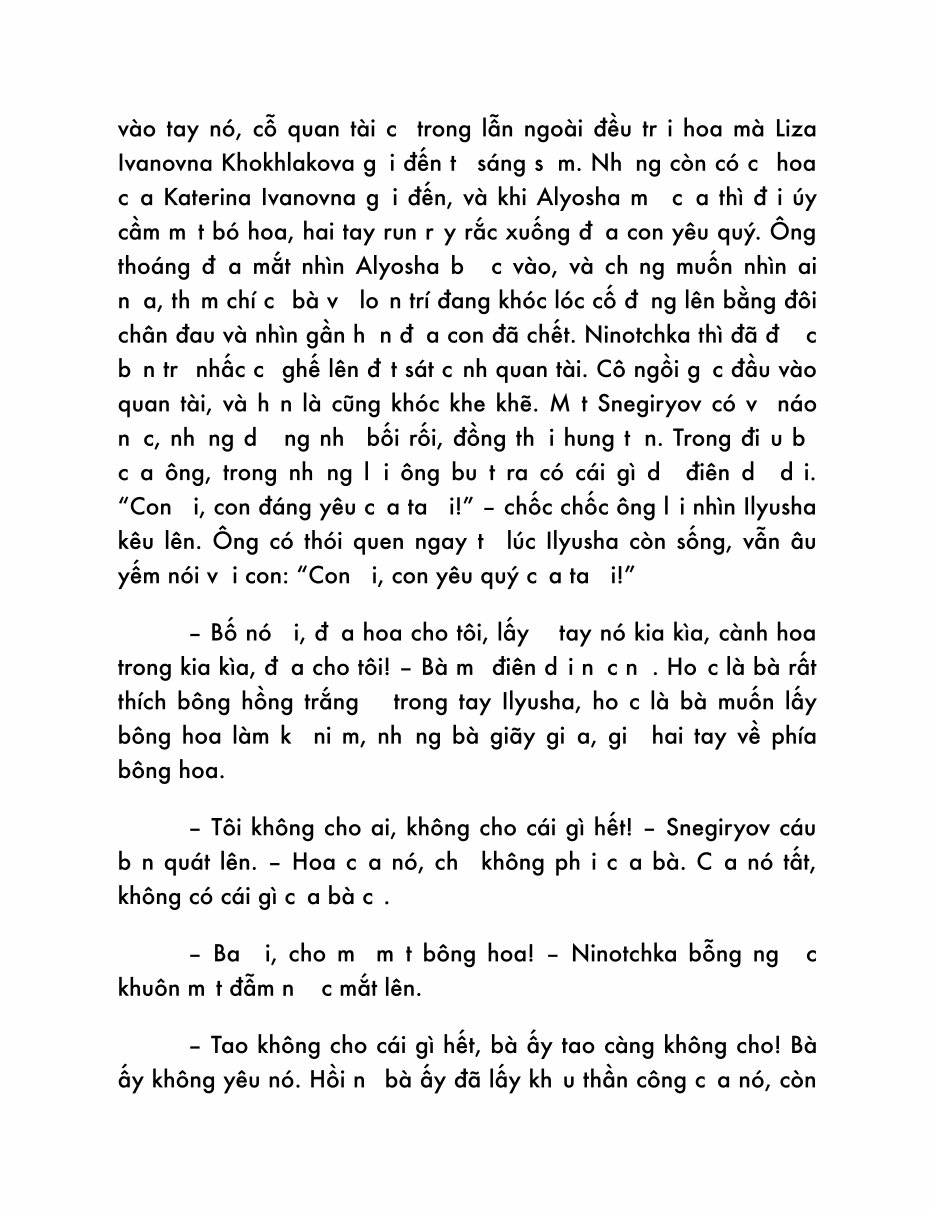 vào tay nó, cỗ quan tài c trong lẫn ngoài đều tr i hoa mà Liza
Ivanovna Khokhlakova g i đến t sáng s m. Nh ng còn có c hoa
c a Katerina Ivanovna g i đến, và khi Alyosha m c a thì đ i úy
cầm m t bó hoa, hai tay run r y rắc xuống đ a con yêu quý. Ông
thoáng đ a mắt nhìn Alyosha b c vào, và ch ng muốn nhìn ai
n a, th m chí c bà v lo n trí đang khóc lóc cố đ ng lên bằng đôi
chân đau và nhìn gần h n đ a con đã chết. Ninotchka thì đã đ c
b n tr nhấc c ghế lên đ t sát c nh quan tài. Cô ngồi g c đầu vào
quan tài, và h n là cũng khóc khe khẽ. M t Snegiryov có v náo
n c, nh ng d ng nh bối rối, đồng th i hung t n. Trong đi u b
c a ông, trong nh ng l i ông bu t ra có cái gì d điên d d i.
“Con i, con đáng yêu c a ta i!” – chốc chốc ông l i nhìn Ilyusha
kêu lên. Ông có thói quen ngay t lúc Ilyusha còn sống, vẫn âu
yếm nói v i con: “Con i, con yêu quý c a ta i!”
– Bố nó i, đ a hoa cho tôi, lấy tay nó kia kìa, cành hoa
trong kia kìa, đ a cho tôi! – Bà m điên d i n c n . Ho c là bà rất
thích bông hồng trắng trong tay Ilyusha, ho c là bà muốn lấy
bông hoa làm k ni m, nh ng bà giãy gi a, gi hai tay về phía
bông hoa.
– Tôi không cho ai, không cho cái gì hết! – Snegiryov cáu
b n quát lên. – Hoa c a nó, ch không ph i c a bà. C a nó tất,
không có cái gì c a bà c .
– Ba i, cho m m t bông hoa! – Ninotchka bỗng ng c
khuôn m t đẫm n c mắt lên.
– Tao không cho cái gì hết, bà ấy tao càng không cho! Bà
ấy không yêu nó. Hồi n bà ấy đã lấy kh u thần công c a nó, còn